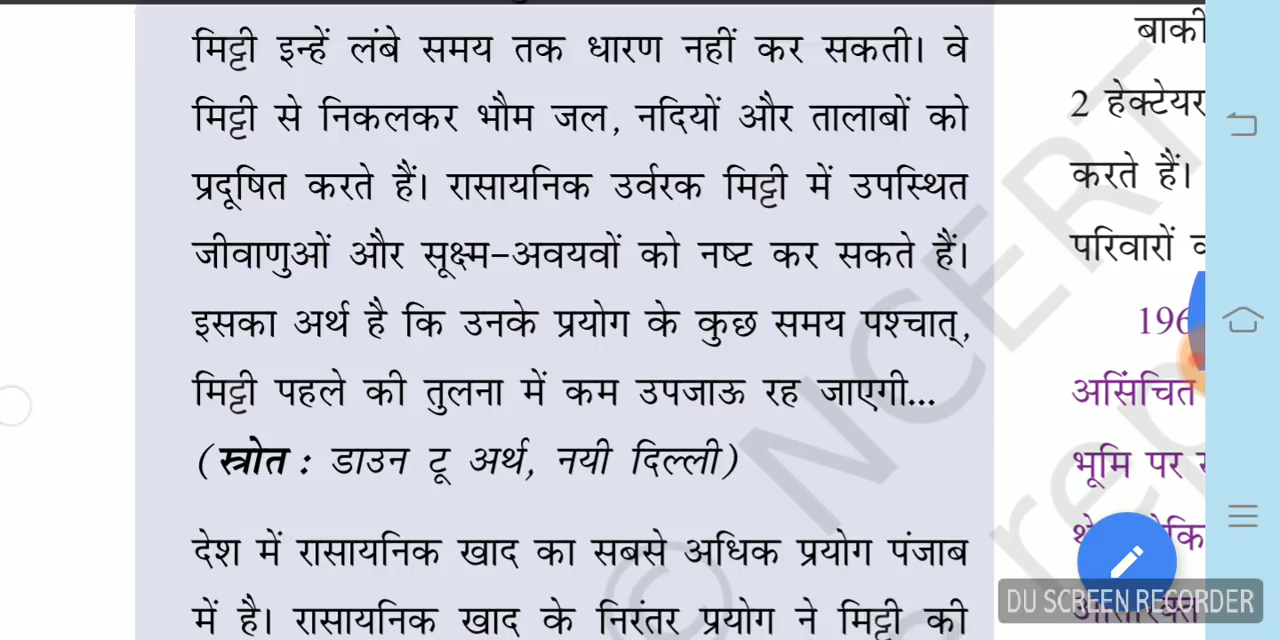 मिट्टी इन्हें लंबे समय तक धारण नहीं कर सकती। वे
मिट्टी से निकलकर भौम जल, नदियों और तालाबों को
प्रदूषित करते हैं। रासायनिक उर्वरक मिट्टी में उपस्थित
जीवाणुओं और सूक्ष्म-अवयवों को नष्ट कर सकते हैं।
इसका अर्थ है कि उनके प्रयोग के कुछ समय पश्चात्,
मिट्टी पहले की तुलना में कम उपजाऊ रह जाएगी...
(स्रोत : डाउन टू अर्थ, नयी दिल्ली)
देश में रासायनिक खाद का सबसे अधिक प्रयोग पंजाब
में है। रासायनिक खाद के निरंतर प्रयोग ने मिट्टी की
बाकी
2 हेक्टेयर
करते हैं।
परिवारों
196
असिंचित
भूमि पर
© NCERT
DU SCREEN RECORDER